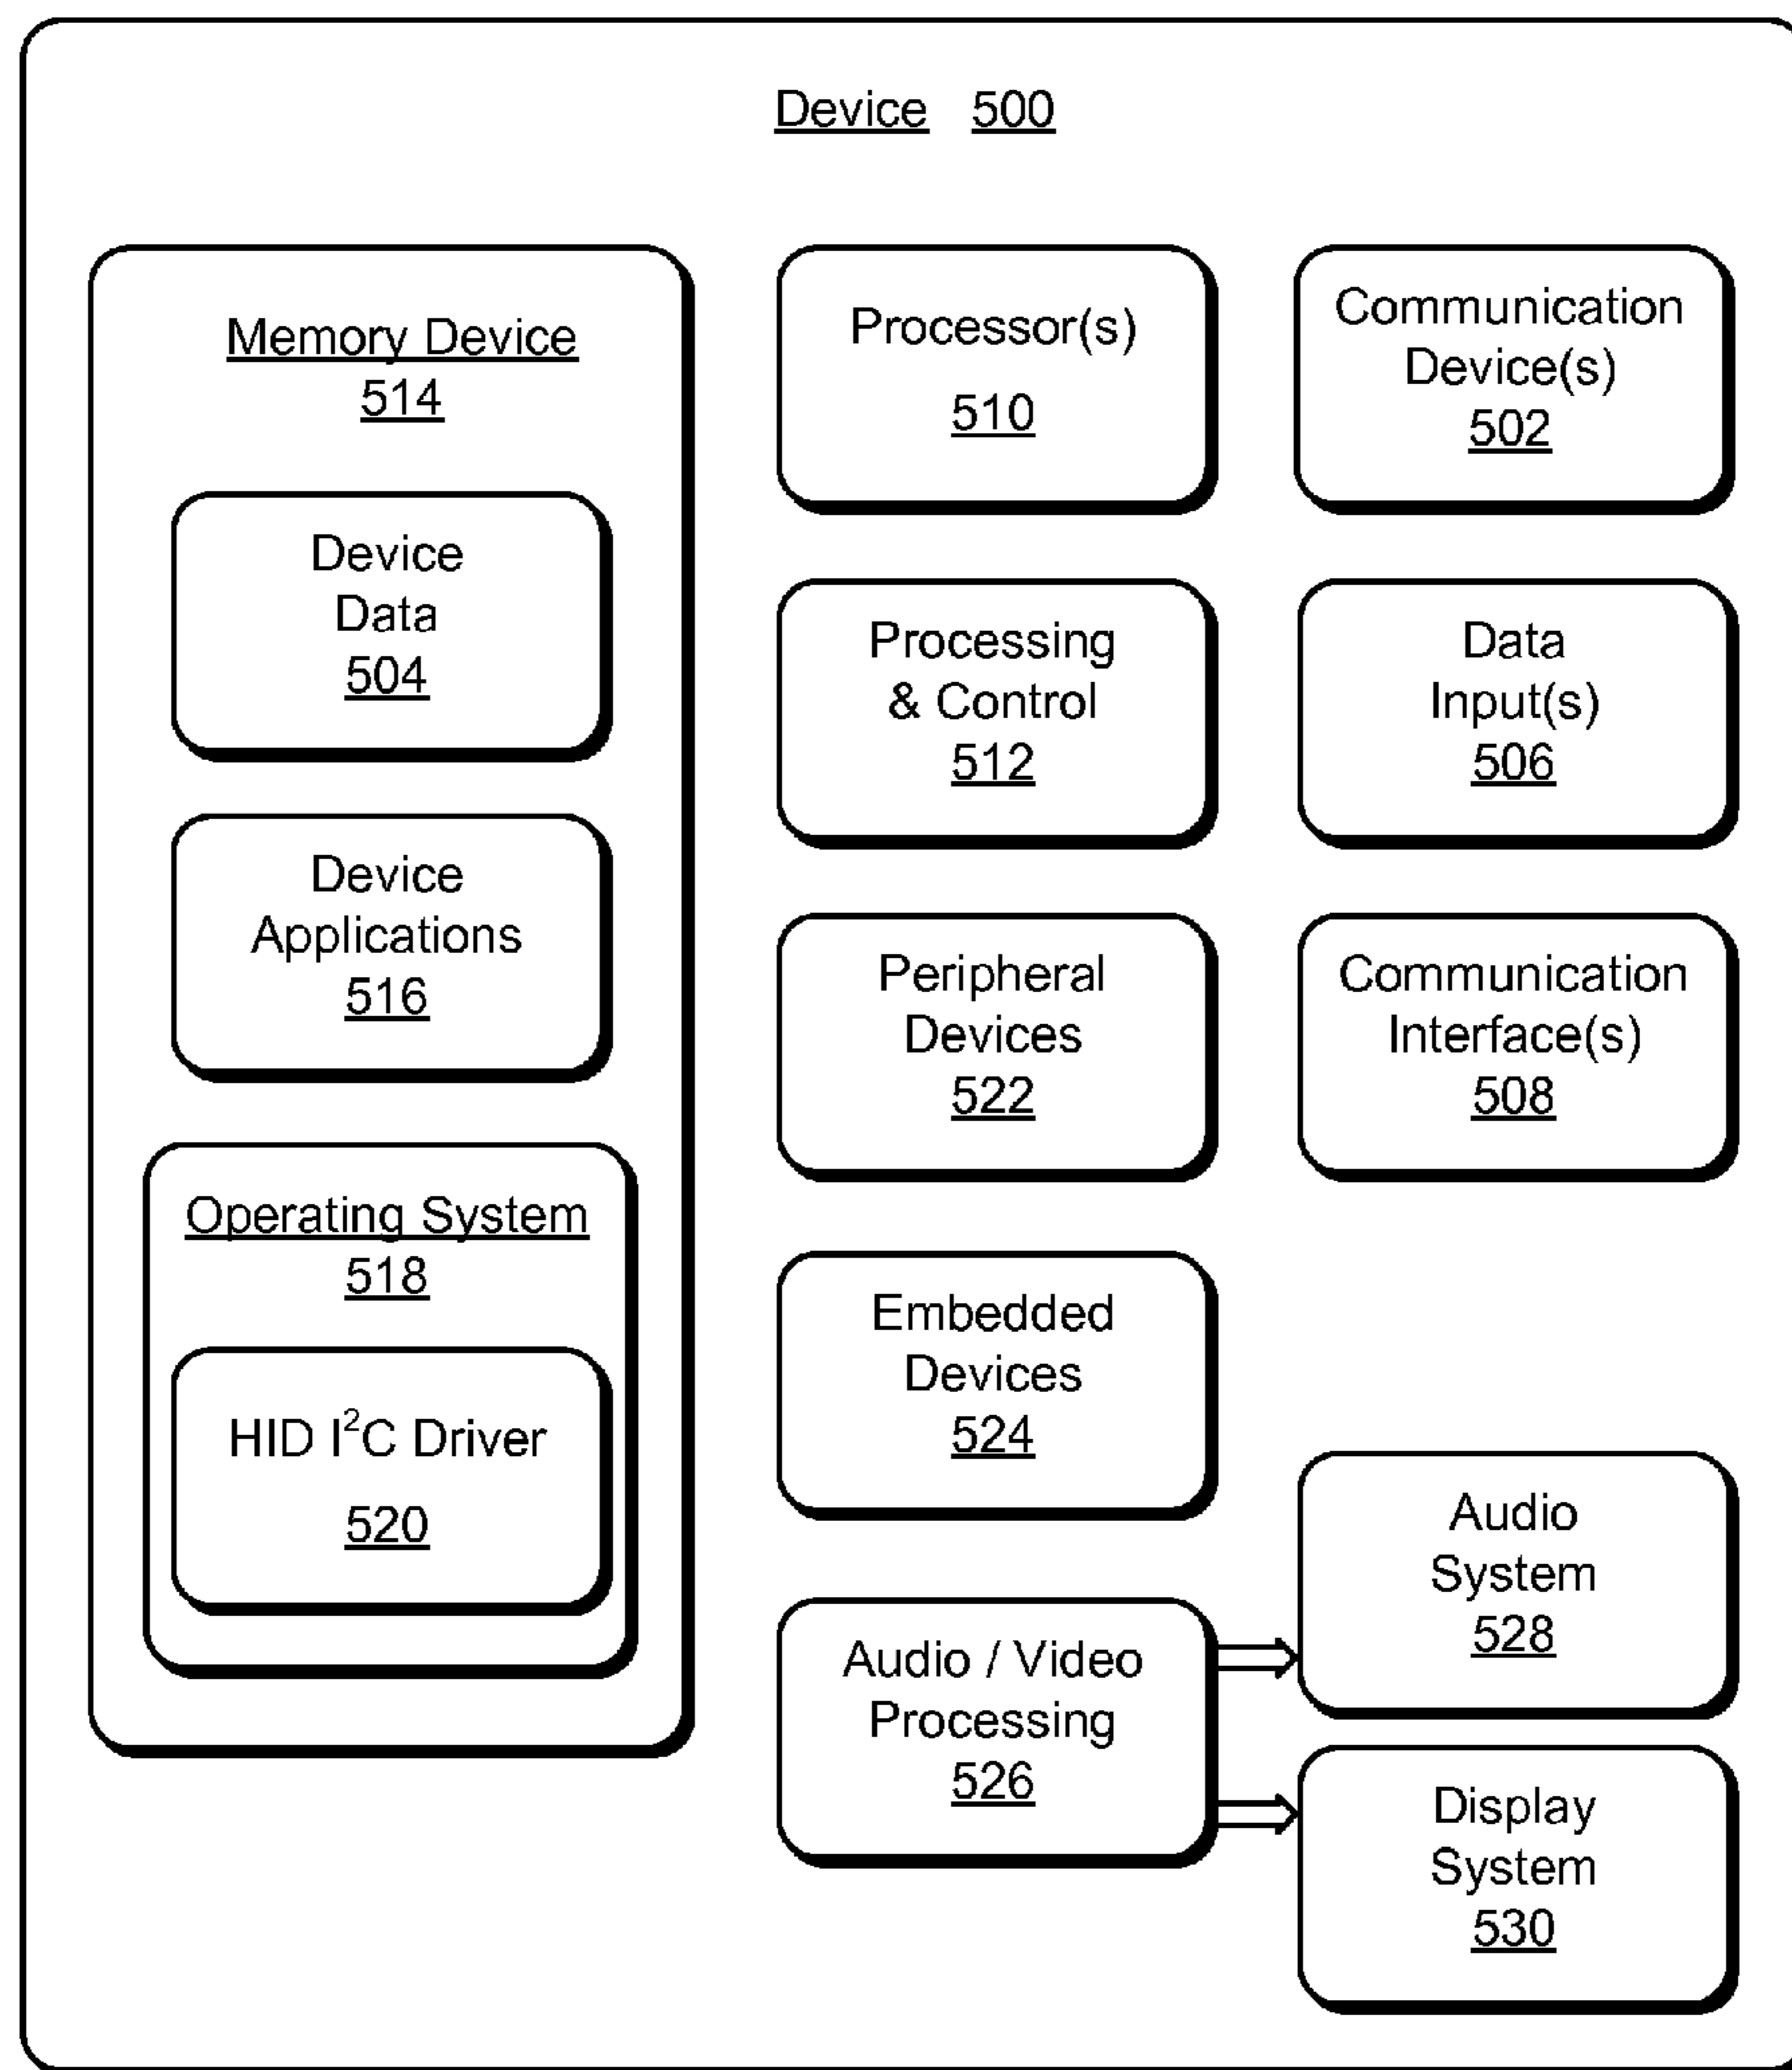 Device 500
Memory Device
514
Device
Data
504
Device
Applications
516
Operating System
518
HID I²C Driver
520
Processor(s)
510
Processing
& Control
512
Peripheral
Devices
522
Embedded
Devices
524
Audio / Video
Processing
526
Communication
Device(s)
502
Data
Input(s)
506
Communication
Interface(s)
508
Audio
System
528
Display
System
530